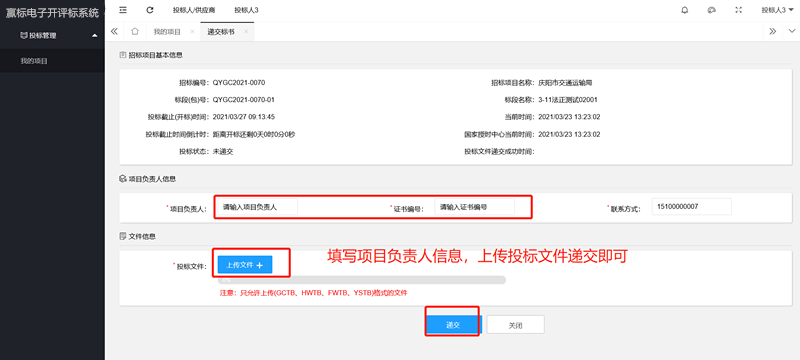 赢标电子开评标系统
投标人/供应商
投标人3
投标人3
投标管理
我的项目
我的项目
递交标书
招标项目基本信息
招标编号: QYGC2021-0070
招标项目名称: 庆阳市交通运输局
标段(包)号: QYGC2021-0070-01
标段名称: 3-11法正测试02001
投标截止(开标)时间: 2021/03/27 09:13:45
当前时间: 2021/03/23 13:23:02
投标截止时间倒计时: 距离开标还剩0天0时0分0秒
国家授时中心当前时间: 2021/03/23 13:23:02
投标状态: 未递交
投标文件递交成功时间:
项目负责人信息
*项目负责人: 请输入项目负责人
*证书编号: 请输入证书编号
*联系方式: 15100000007
文件信息
*投标文件: 上传文件 +
填写项目负责人信息，上传投标文件递交即可
注意：只允许上传(GCTB、HWTB、FWTB、YSTB)格式的文件
递交
关闭